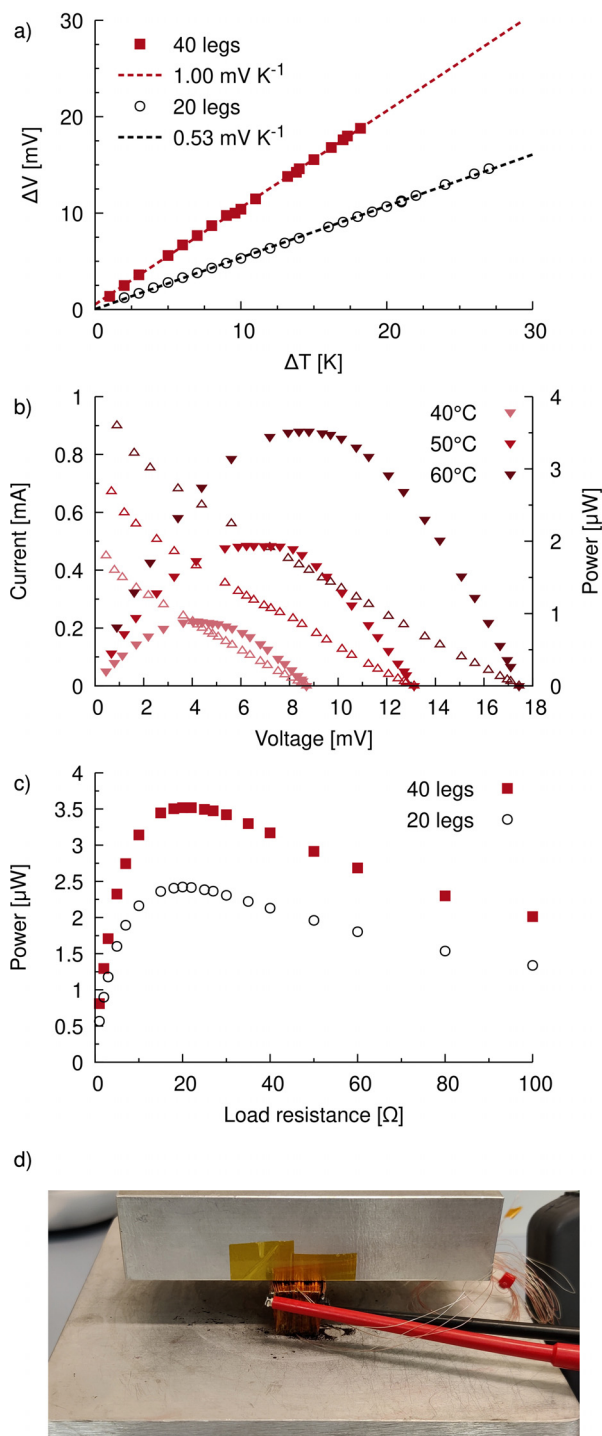 a)
30
40 legs
1.00 mV K⁻¹
20 legs
0.53 mV K⁻¹
20
10
0
ΔV [mV]
0 10 20 30
ΔT [K]
b)
1
0.8
0.6
0.4
0.2
0
Current [mA]
40°C
50°C
60°C
4
3
2
1
0
Power [µW]
0 2 4 6 8 10 12 14 16 18
Voltage [mV]
c)
4
3.5
3
2.5
2
1.5
1
0.5
0
Power [µW]
40 legs
20 legs
0 20 40 60 80 100
Load resistance [Ω]
d)